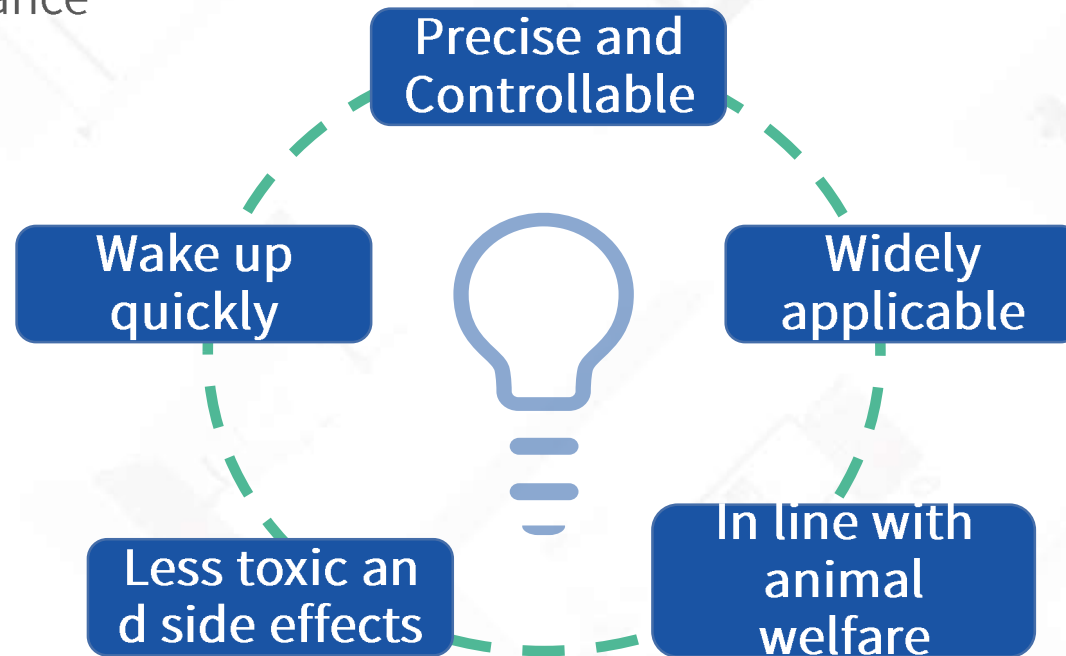 Precise and
Controllable
Wake up
quickly
Widely
applicable
Less toxic an
d side effects
In line with
animal
welfare